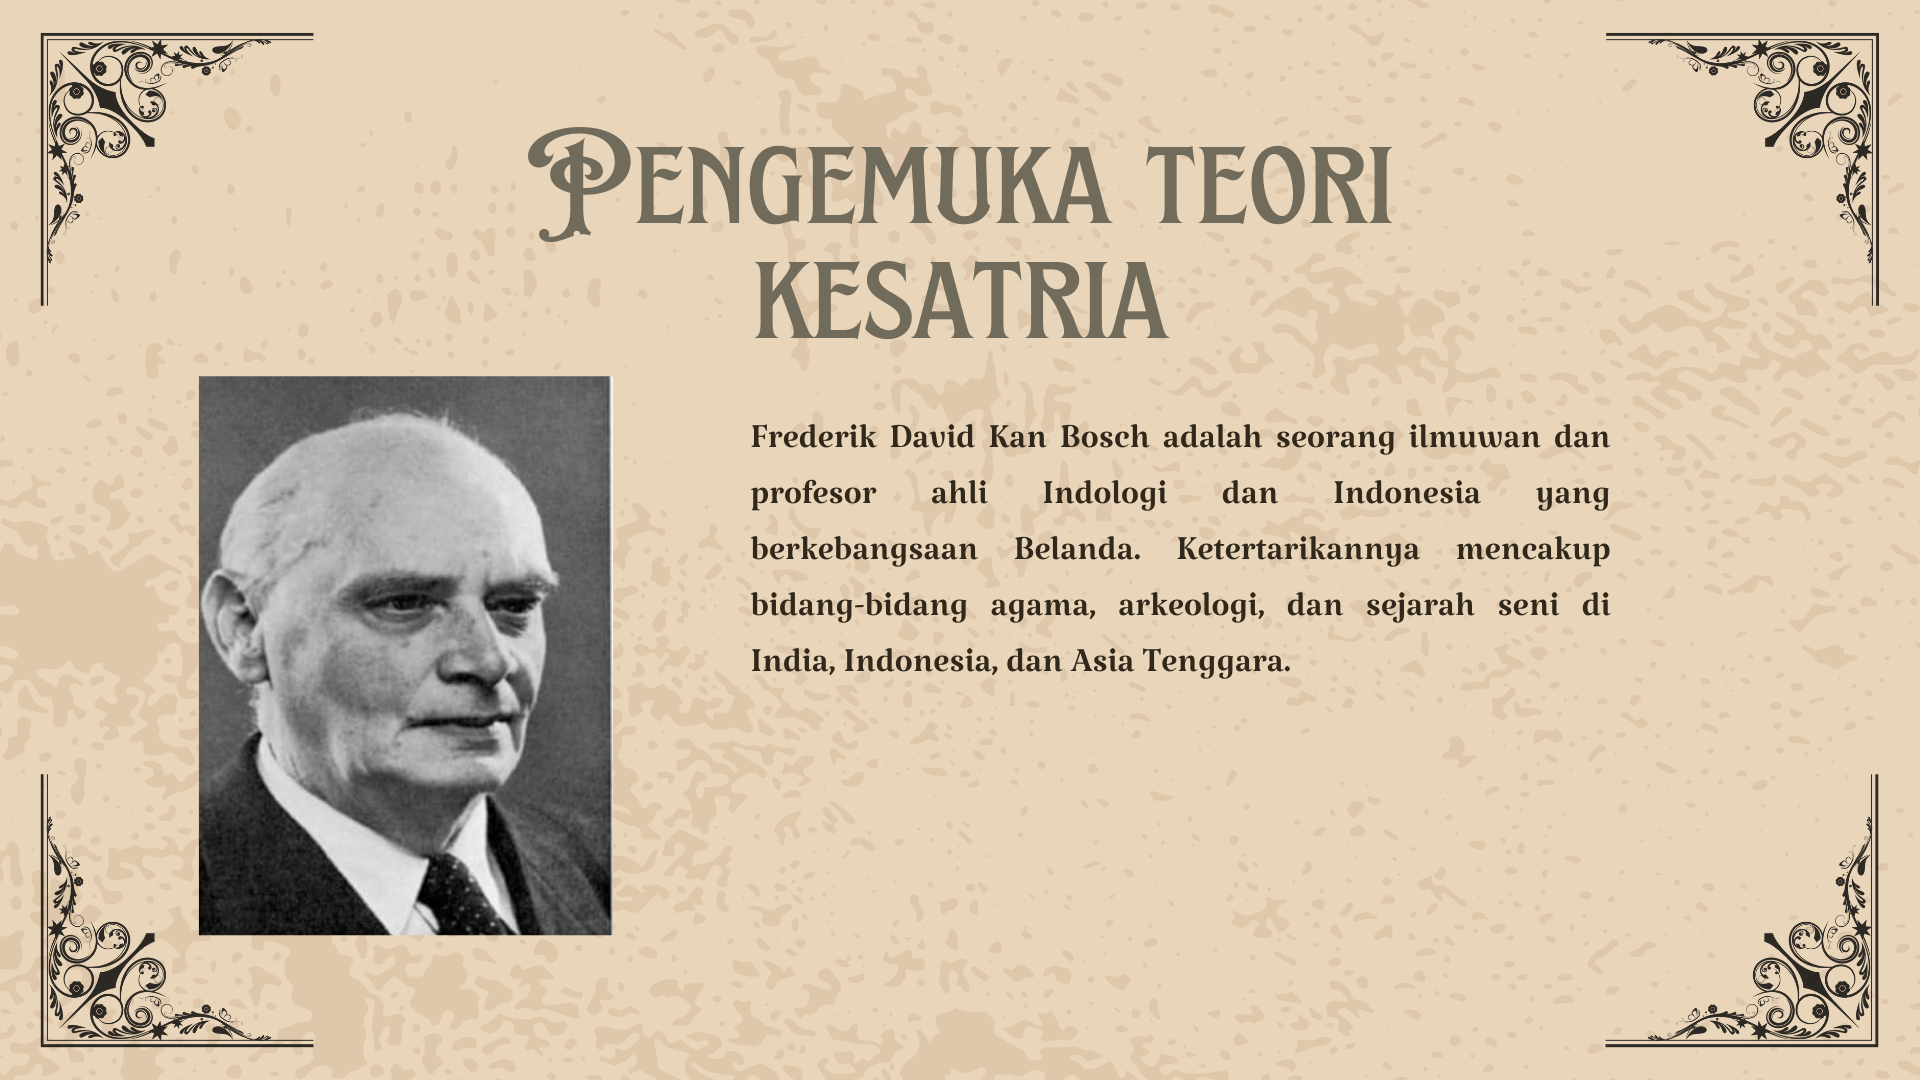 PENGEMUKA TEORI
KESATRIA
Frederik David Kan Bosch adalah seorang ilmuwan dan
profesor ahli Indologi dan Indonesia yang
berkebangsaan Belanda. Ketertarikannya mencakup
bidang-bidang agama, arkeologi, dan sejarah seni di
India, Indonesia, dan Asia Tenggara.